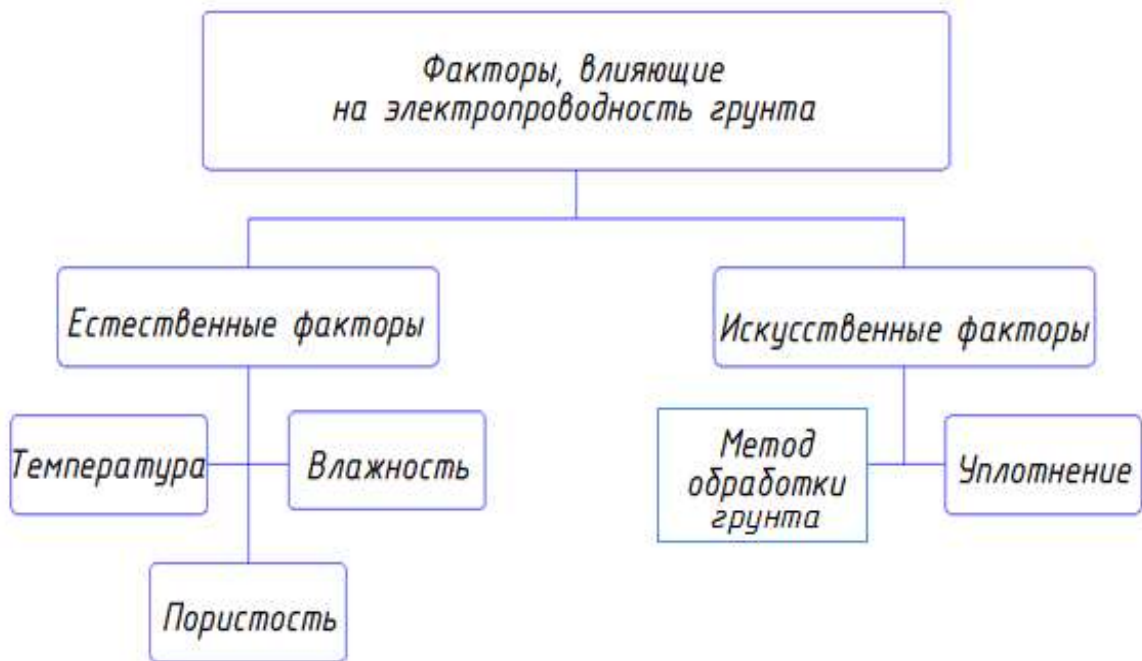 Факторы, влияющие
на электропроводность грунта
Естественные факторы
Искусственные факторы
Температура
Влажность
Метод
обработки
грунта
Уплотнение
Пористость